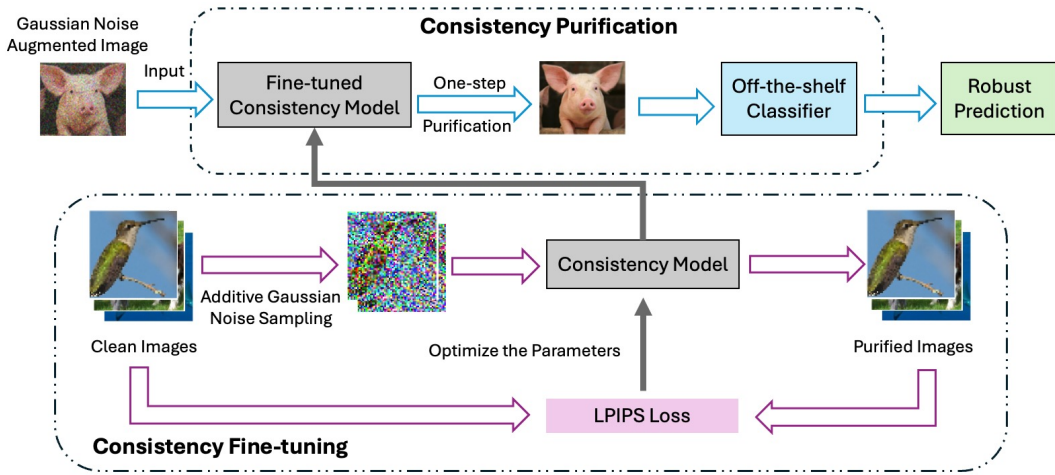 Consistency Purification
Gaussian Noise
Augmented Image
Input
Fine-tuned
Consistency Model
One-step
Purification
Off-the-shelf
Classifier
Robust
Prediction
Additive Gaussian
Noise Sampling
Consistency Model
Clean Images
Optimize the Parameters
Purified Images
LPIPS Loss
Consistency Fine-tuning